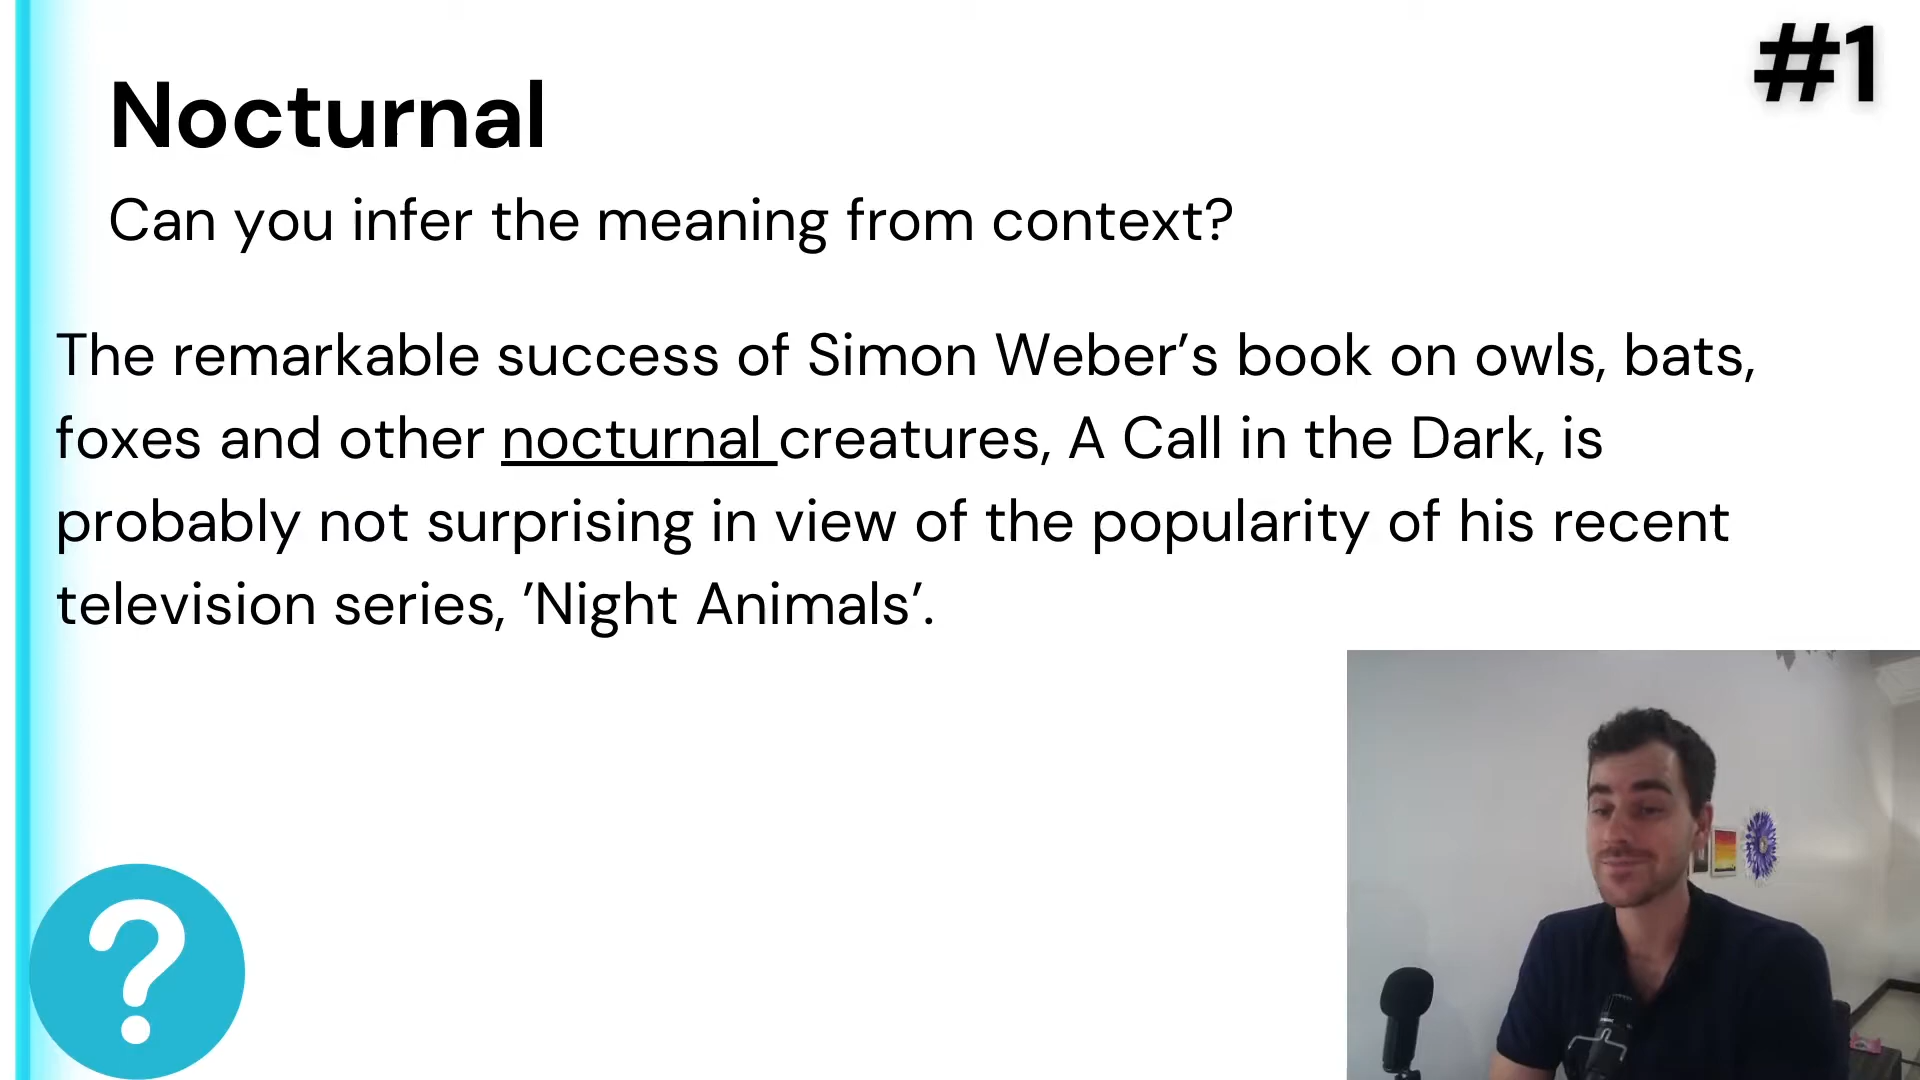 #1
Nocturnal
Can you infer the meaning from context?
The remarkable success of Simon Weber’s book on owls, bats,
foxes and other nocturnal creatures, A Call in the Dark, is
probably not surprising in view of the popularity of his recent
television series, ’Night Animals’.
?